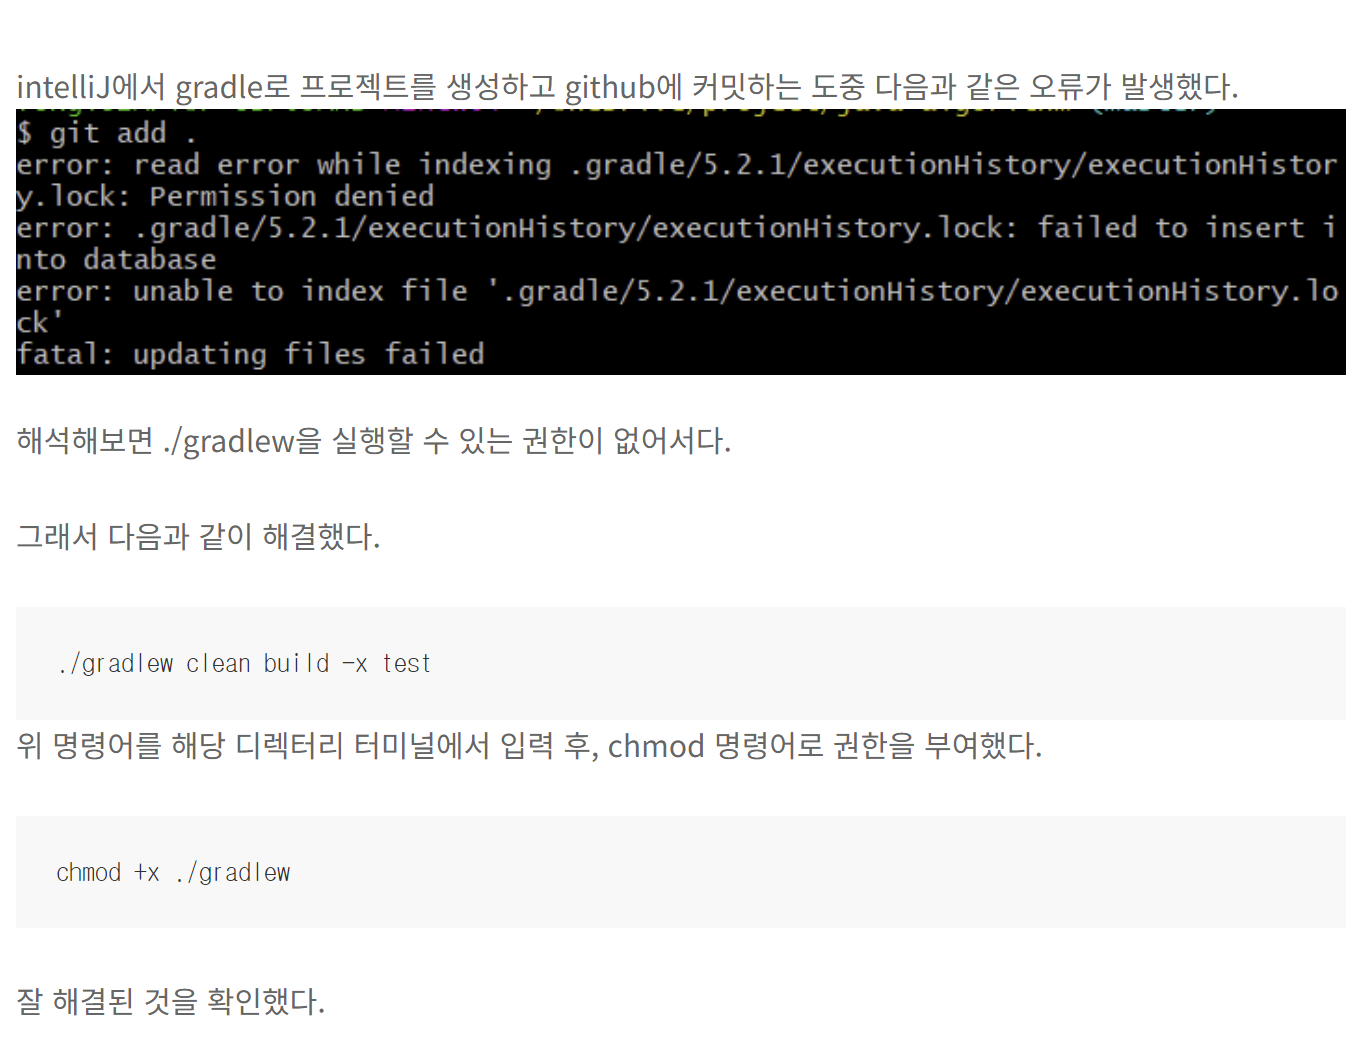 intelliJ에서 gradle로 프로젝트를 생성하고 github에 커밋하는 도중 다음과 같은 오류가 발생했다.
$ git add .
error: read error while indexing .gradle/5.2.1/executionHistory/executionHistor
y.lock: Permission denied
error: .gradle/5.2.1/executionHistory/executionHistory.lock: failed to insert i
nto database
error: unable to index file '.gradle/5.2.1/executionHistory/executionHistory.lo
ck'
fatal: updating files failed
해석해보면 ./gradlew을 실행할 수 있는 권한이 없어서다.
그래서 다음과 같이 해결했다.
./gradlew clean build -x test
위 명령어를 해당 디렉터리 터미널에서 입력 후, chmod 명령어로 권한을 부여했다.
chmod +x ./gradlew
잘 해결된 것을 확인했다.